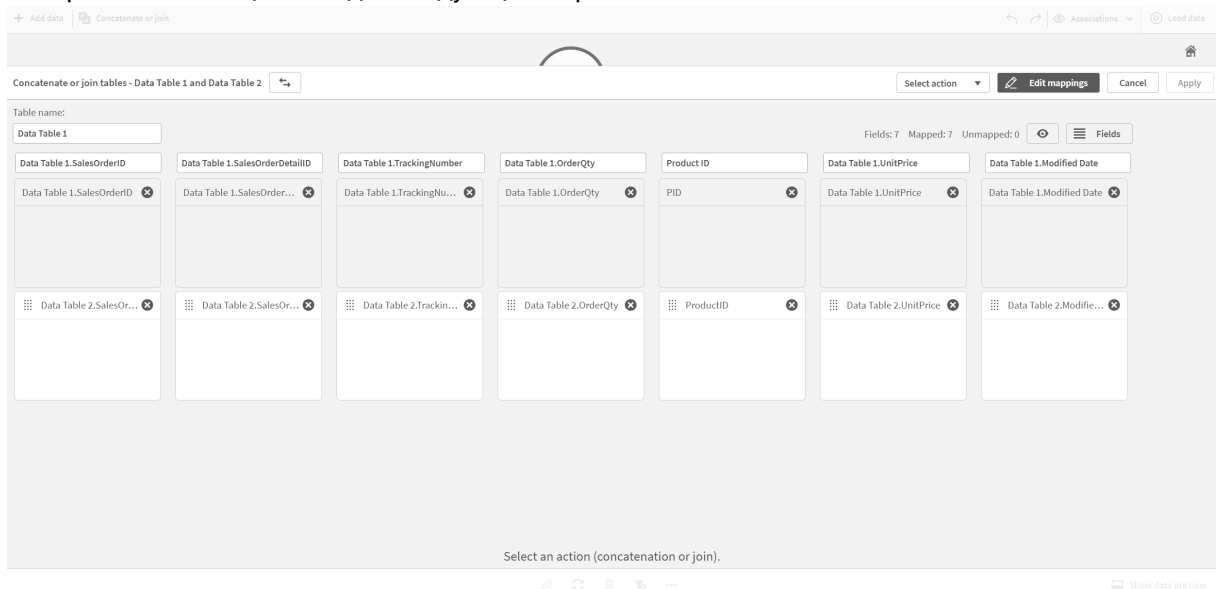 Add data
Concatenate or join
Associations
Load data
Concatenate or join tables - Data Table 1 and Data Table 2
Select action
Edit mappings
Cancel
Apply
Table name:
Data Table 1
Fields: 7 Mapped: 7 Unmapped: 0
Fields
Data Table 1.SalesOrderID
Data Table 1.SalesOrderDetailID
Data Table 1.TrackingNumber
Data Table 1.OrderQty
Product ID
Data Table 1.UnitPrice
Data Table 1.Modified Date
Data Table 1.SalesOrderID
Data Table 1.SalesOrder...
Data Table 1.TrackingNu...
Data Table 1.OrderQty
PID
Data Table 1.UnitPrice
Data Table 1.Modified Date
Data Table 2.SalesOr...
Data Table 2.SalesOr...
Data Table 2.Trackin...
Data Table 2.OrderQty
ProductID
Data Table 2.UnitPrice
Data Table 2.Modifie...
Select an action (concatenation or join).
Show data preview